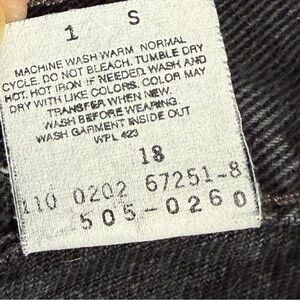 1 S
MACHINE WASH WARM, NORMAL
CYCLE. DO NOT BLEACH. TUMBLE DRY
HOT. HOT IRON IF NEEDED. WASH AND
DRY WITH LIKE COLORS. COLOR MAY
TRANSFER WHEN NEW.
WASH BEFORE WEARING.
WASH GARMENT INSIDE OUT
WPL 423
18
110 0202 67251-8
505-0260